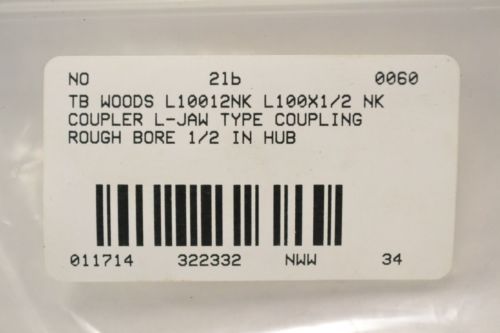 NO 21b 0060
TB WOODS L10012NK L100X1/2 NK
COUPLER L-JAW TYPE COUPLING
ROUGH BORE 1/2 IN HUB
011714 322332 NWW 34